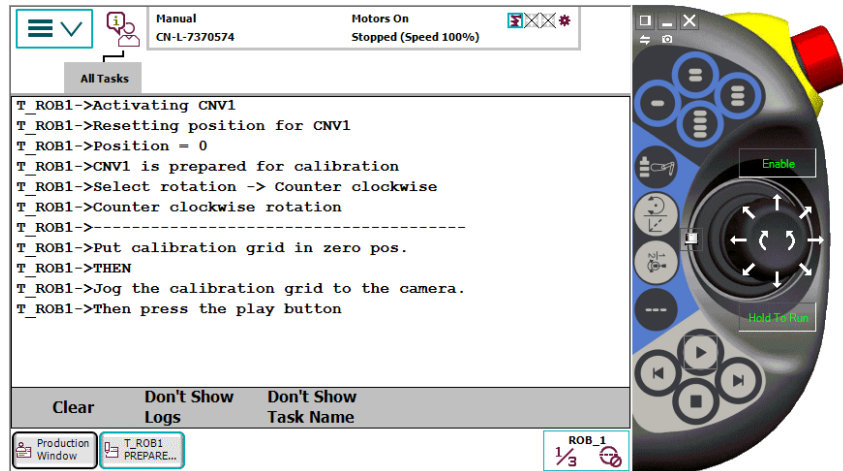 Manual
CN-L-7370574
Motors On
Stopped (Speed 100%)
All Tasks
T_ROB1->Activating CNV1
T_ROB1->Resetting position for CNV1
T_ROB1->Position = 0
T_ROB1->CNV1 is prepared for calibration
T_ROB1->Select rotation -> Counter clockwise
T_ROB1->Counter clockwise rotation
T_ROB1->---------------------------------------
T_ROB1->Put calibration grid in zero pos.
T_ROB1->THEN
T_ROB1->Jog the calibration grid to the camera.
T_ROB1->Then press the play button
Clear
Don't Show
Logs
Don't Show
Task Name
Production
Window
T_ROB1
PREPARE...
ROB_1
1/3
Enable
Hold To Run